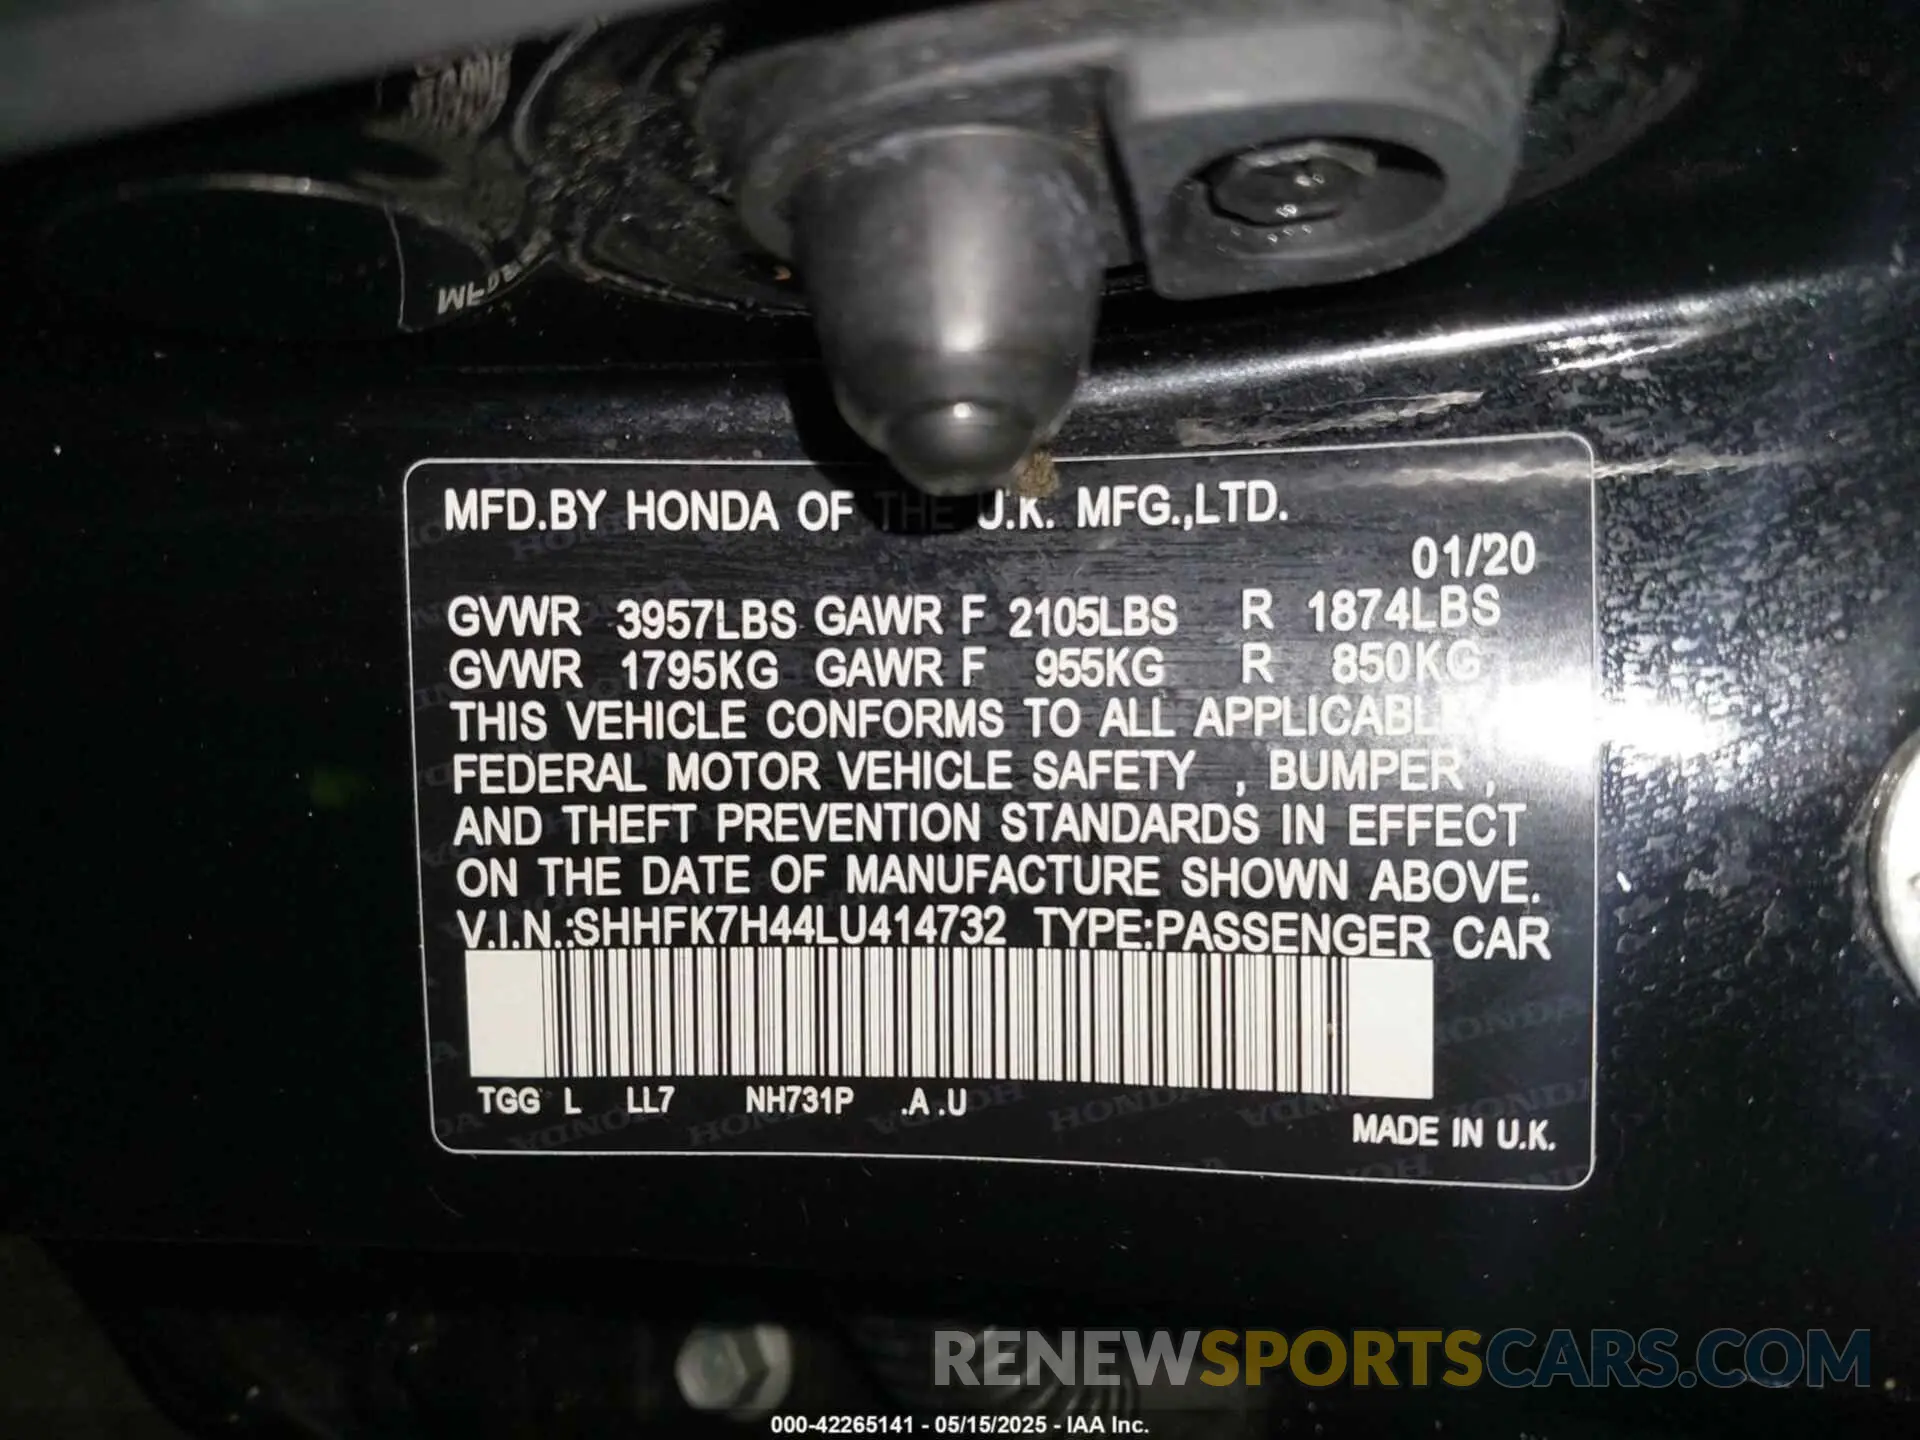 MFD.BY HONDA OF THE U.K. MFG.,LTD.
01/20
GVWR 3957LBS GAWR F 2105LBS R 1874LBS
GVWR 1795KG GAWR F 955KG R 850KG
THIS VEHICLE CONFORMS TO ALL APPLICABLE
FEDERAL MOTOR VEHICLE SAFETY , BUMPER ,
AND THEFT PREVENTION STANDARDS IN EFFECT
ON THE DATE OF MANUFACTURE SHOWN ABOVE.
V.I.N.:SHHFK7H44LU414732 TYPE:PASSENGER CAR
TGG L LL7 NH731P .A .U
MADE IN U.K.
RENEWSPORTSCARS.COM
000-42265141 - 05/15/2025 - IAA Inc.